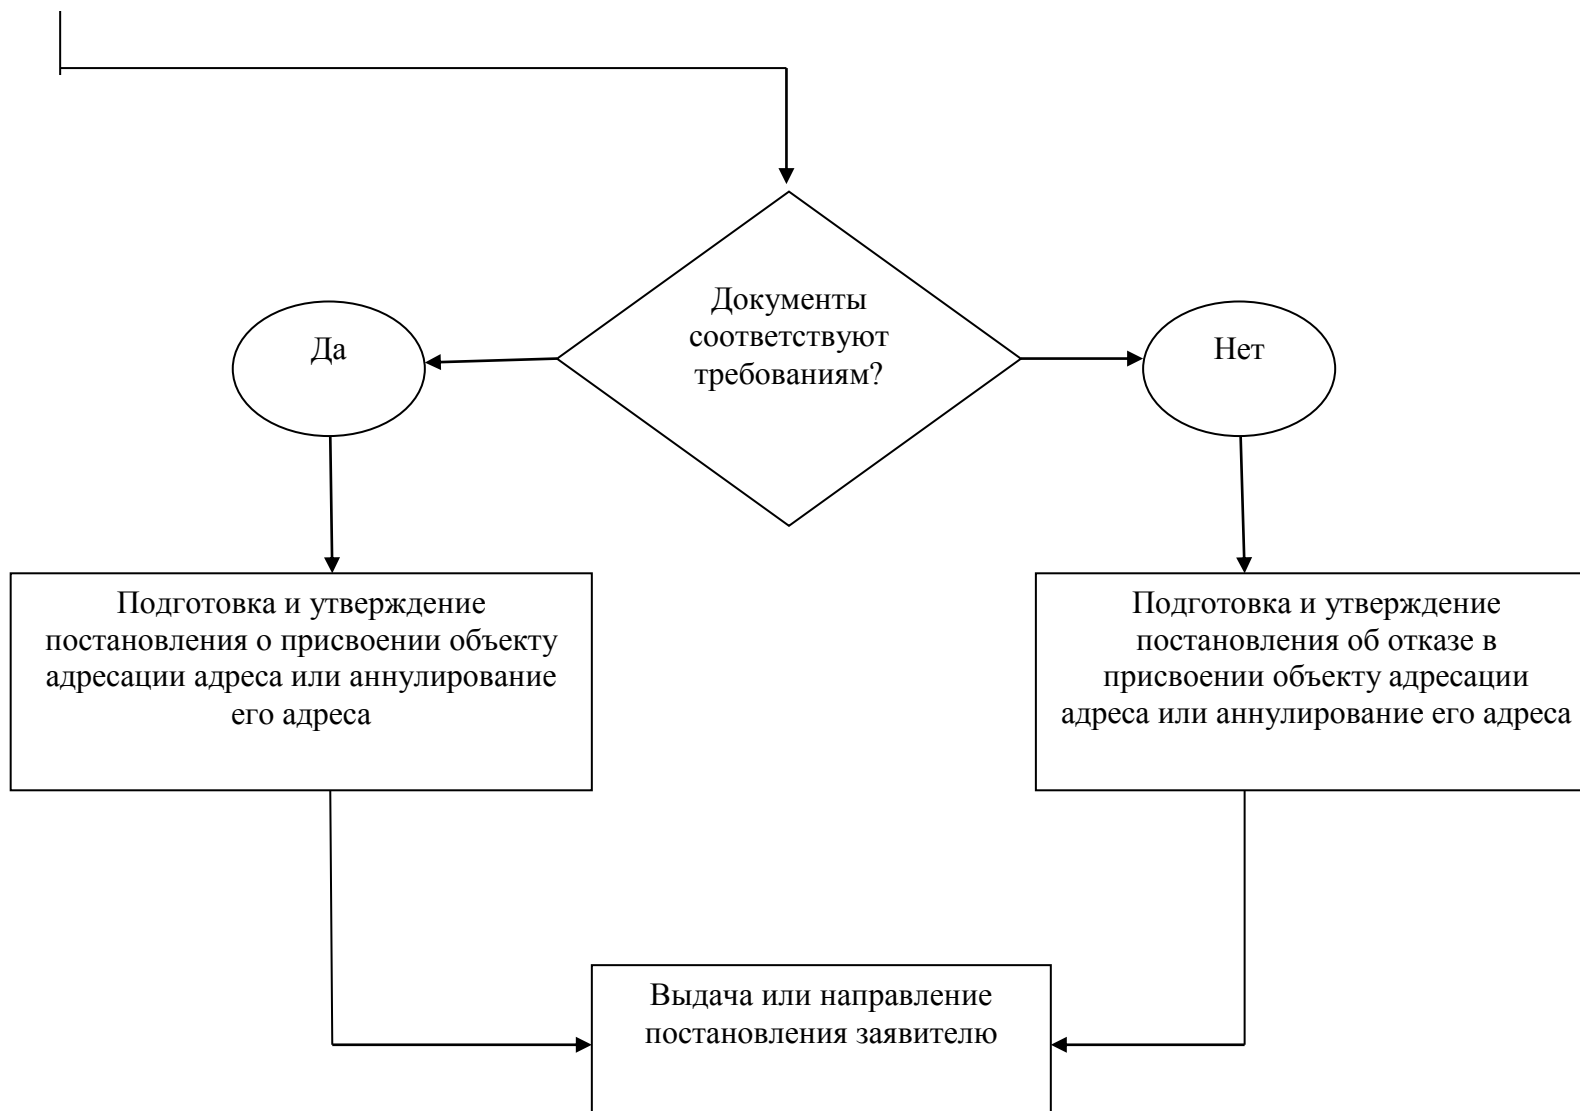 Документы
соответствуют
требованиям?
Да
Нет
Подготовка и утверждение
постановления о присвоении объекту
адресации адреса или аннулирование
его адреса
Подготовка и утверждение
постановления об отказе в
присвоении объекту адресации
адреса или аннулирование его адреса
Выдача или направление
постановления заявителю